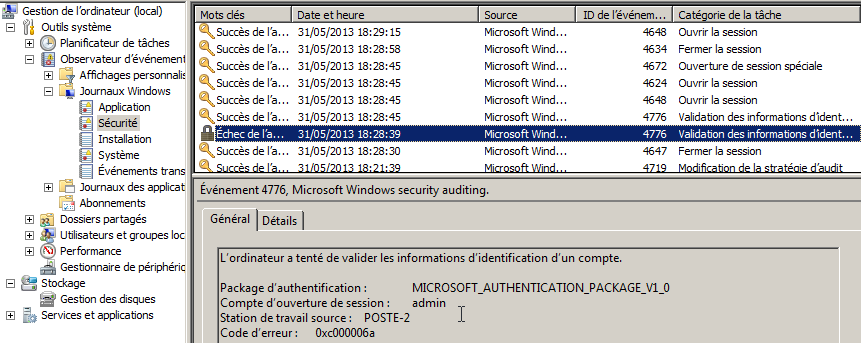 Gestion de l'ordinateur (local)
Outils système
Planificateur de tâches
Observateur d'événement
Affichages personnalis
Journaux Windows
Application
Sécurité
Installation
Système
Événements trans
Journaux des applicat
Abonnements
Dossiers partagés
Utilisateurs et groupes loc
Performance
Gestionnaire de périphéric
Stockage
Gestion des disques
Services et applications
Mots clés Date et heure Source ID de l'événem... Catégorie de la tâche
Succès de l'a... 31/05/2013 18:29:15 Microsoft Wind... 4648 Ouvrir la session
Succès de l'a... 31/05/2013 18:28:58 Microsoft Wind... 4634 Fermer la session
Succès de l'a... 31/05/2013 18:28:45 Microsoft Wind... 4672 Ouverture de session spéciale
Succès de l'a... 31/05/2013 18:28:45 Microsoft Wind... 4624 Ouvrir la session
Succès de l'a... 31/05/2013 18:28:45 Microsoft Wind... 4648 Ouvrir la session
Succès de l'a... 31/05/2013 18:28:45 Microsoft Wind... 4776 Validation des informations d'ident...
Échec de l'a... 31/05/2013 18:28:39 Microsoft Wind... 4776 Validation des informations d'ident...
Succès de l'a... 31/05/2013 18:28:30 Microsoft Wind... 4647 Fermer la session
Succès de l'a... 31/05/2013 18:21:39 Microsoft Wind... 4719 Modification de la stratégie d'audit
Événement 4776, Microsoft Windows security auditing.
Général Détails
L'ordinateur a tenté de valider les informations d'identification d'un compte.
Package d'authentification : MICROSOFT_AUTHENTICATION_PACKAGE_V1_0
Compte d'ouverture de session : admin
Station de travail source : POSTE-2
Code d'erreur : 0xc000006a